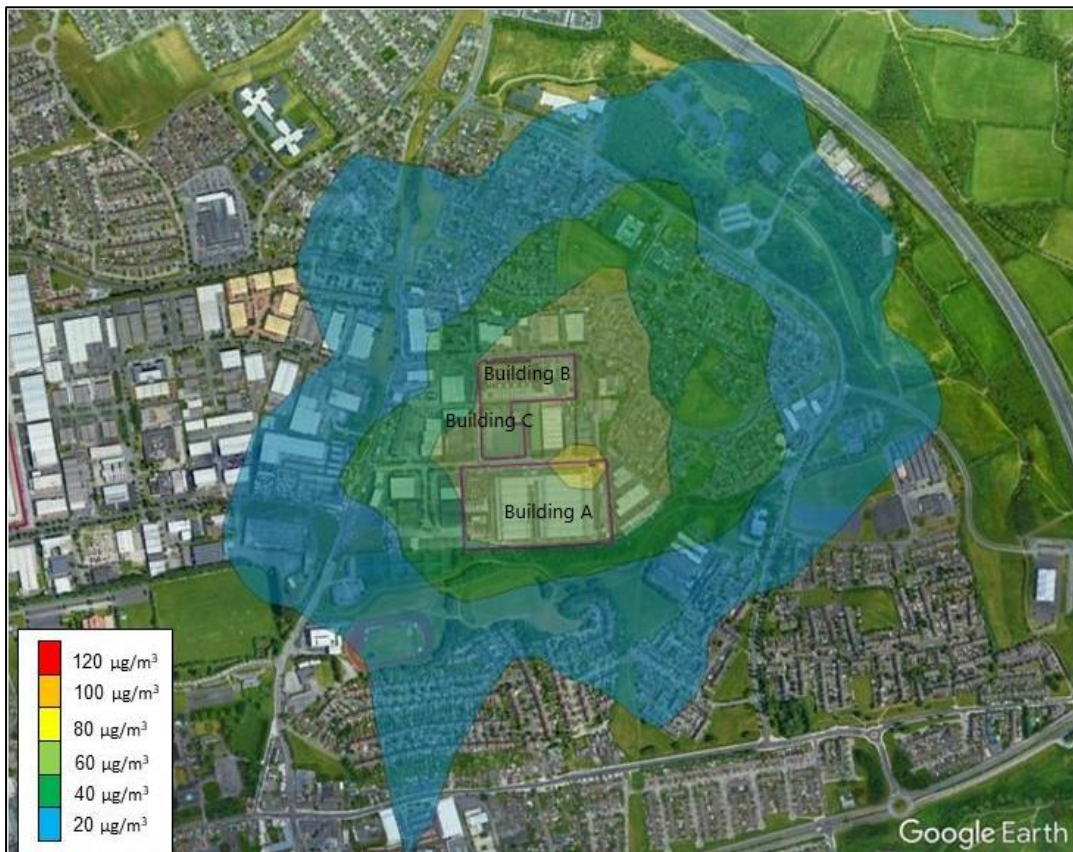 Building B
Building C
Building A
120 μg/m³
100 μg/m³
80 μg/m³
60 μg/m³
40 μg/m³
20 μg/m³
Google Earth